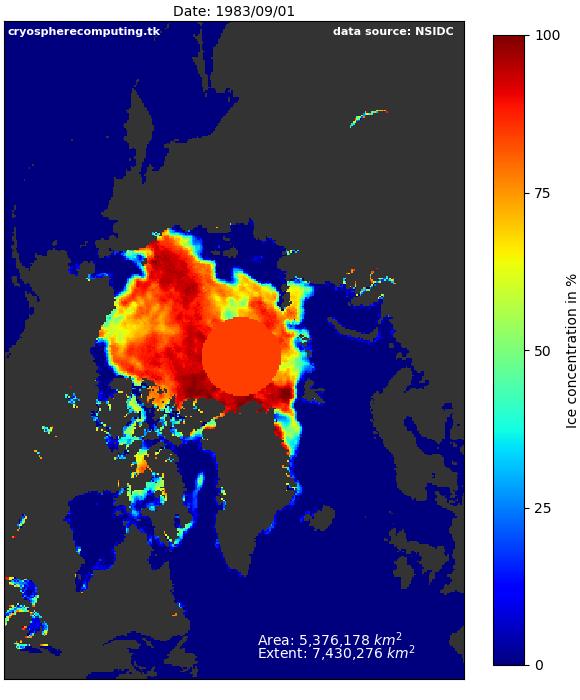 Date: 1983/09/01
cryospherecomputing.tk
data source: NSIDC
100
75
50
25
0
Ice concentration in %
Area: 5,376,178 km²
Extent: 7,430,276 km²